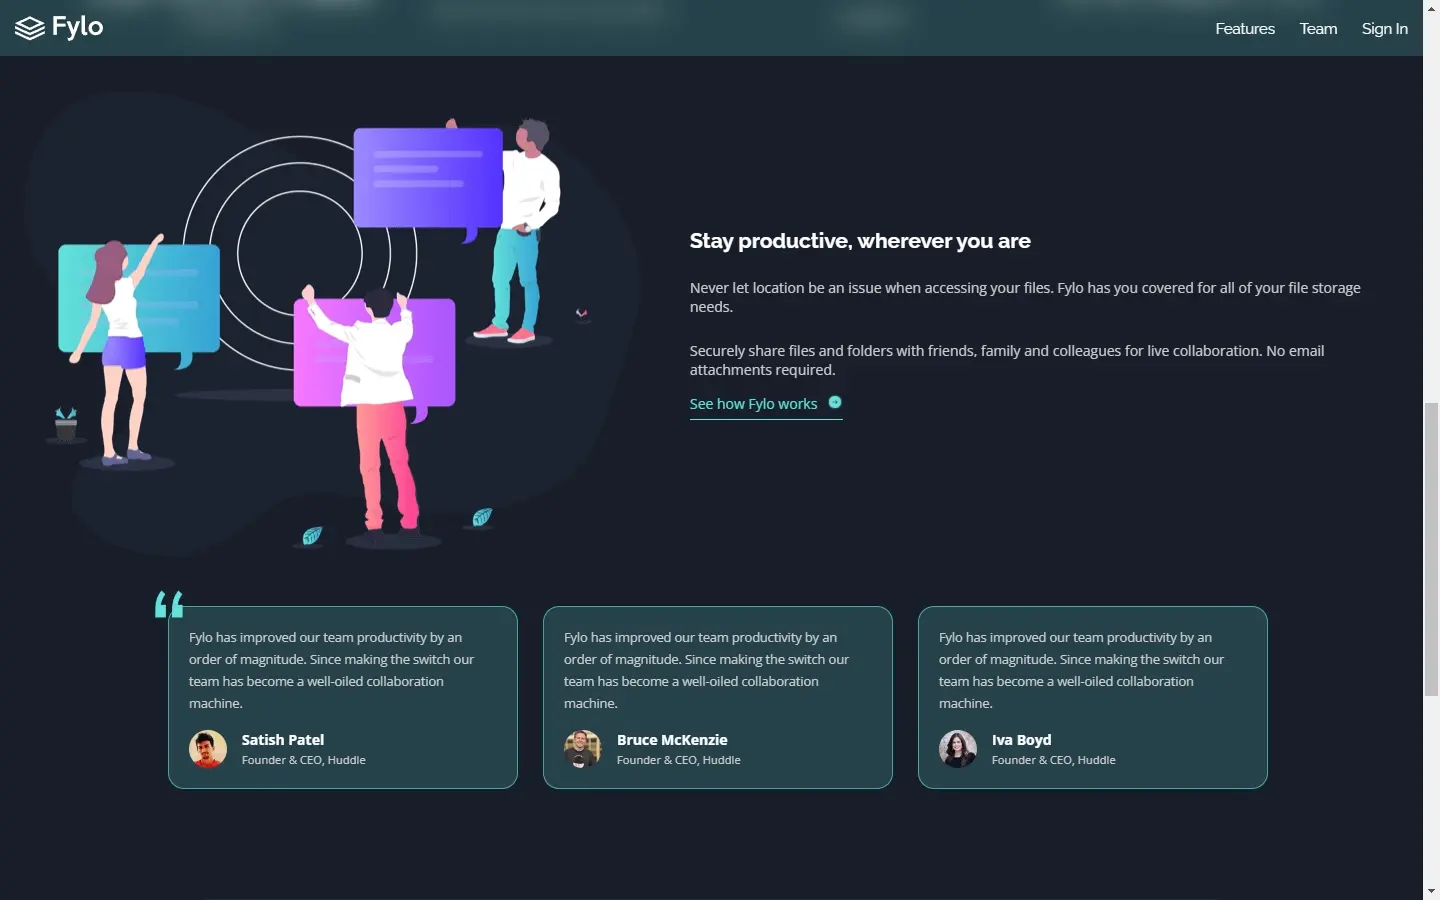 Fylo
Features
Team
Sign In
Stay productive, wherever you are
Never let location be an issue when accessing your files. Fylo has you covered for all of your file storage
needs.
Securely share files and folders with friends, family and colleagues for live collaboration. No email
attachments required.
See how Fylo works
Fylo has improved our team productivity by an
order of magnitude. Since making the switch our
team has become a well-oiled collaboration
machine.
Satish Patel
Founder & CEO, Huddle
Fylo has improved our team productivity by an
order of magnitude. Since making the switch our
team has become a well-oiled collaboration
machine.
Bruce McKenzie
Founder & CEO, Huddle
Fylo has improved our team productivity by an
order of magnitude. Since making the switch our
team has become a well-oiled collaboration
machine.
Iva Boyd
Founder & CEO, Huddle